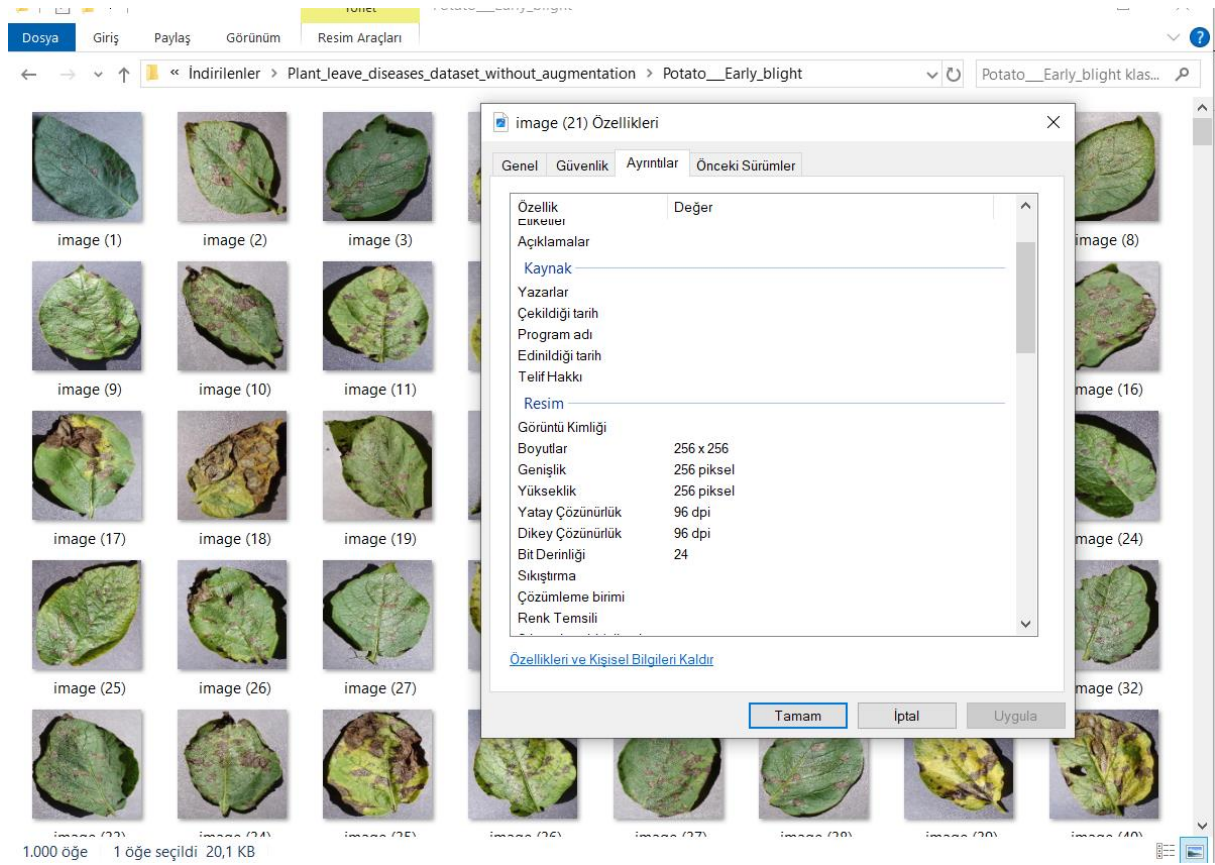 Dosya Giriş Paylaş Görünüm Resim Araçları
« İndirilenler > Plant_leave_diseases_dataset_without_augmentation > Potato___Early_blight
Potato___Early_blight klas...
image (21) Özellikleri
Genel Güvenlik Ayrıntılar Önceki Sürümler
Özellik Değer
Etiketler
Açıklamalar
Kaynak
Yazarlar
Çekildiği tarih
Program adı
Edinildiği tarih
Telif Hakkı
Resim
Görüntü Kimliği
Boyutlar 256 x 256
Genişlik 256 piksel
Yükseklik 256 piksel
Yatay Çözünürlük 96 dpi
Dikey Çözünürlük 96 dpi
Bit Derinliği 24
Sıkıştırma
Çözümleme birimi
Renk Temsili
Özellikleri ve Kişisel Bilgileri Kaldır
Tamam İptal Uygula
image (1) image (2) image (3) image (8)
image (9) image (10) image (11) image (16)
image (17) image (18) image (19) image (24)
image (25) image (26) image (27) image (32)
1.000 öğe 1 öğe seçildi 20,1 KB